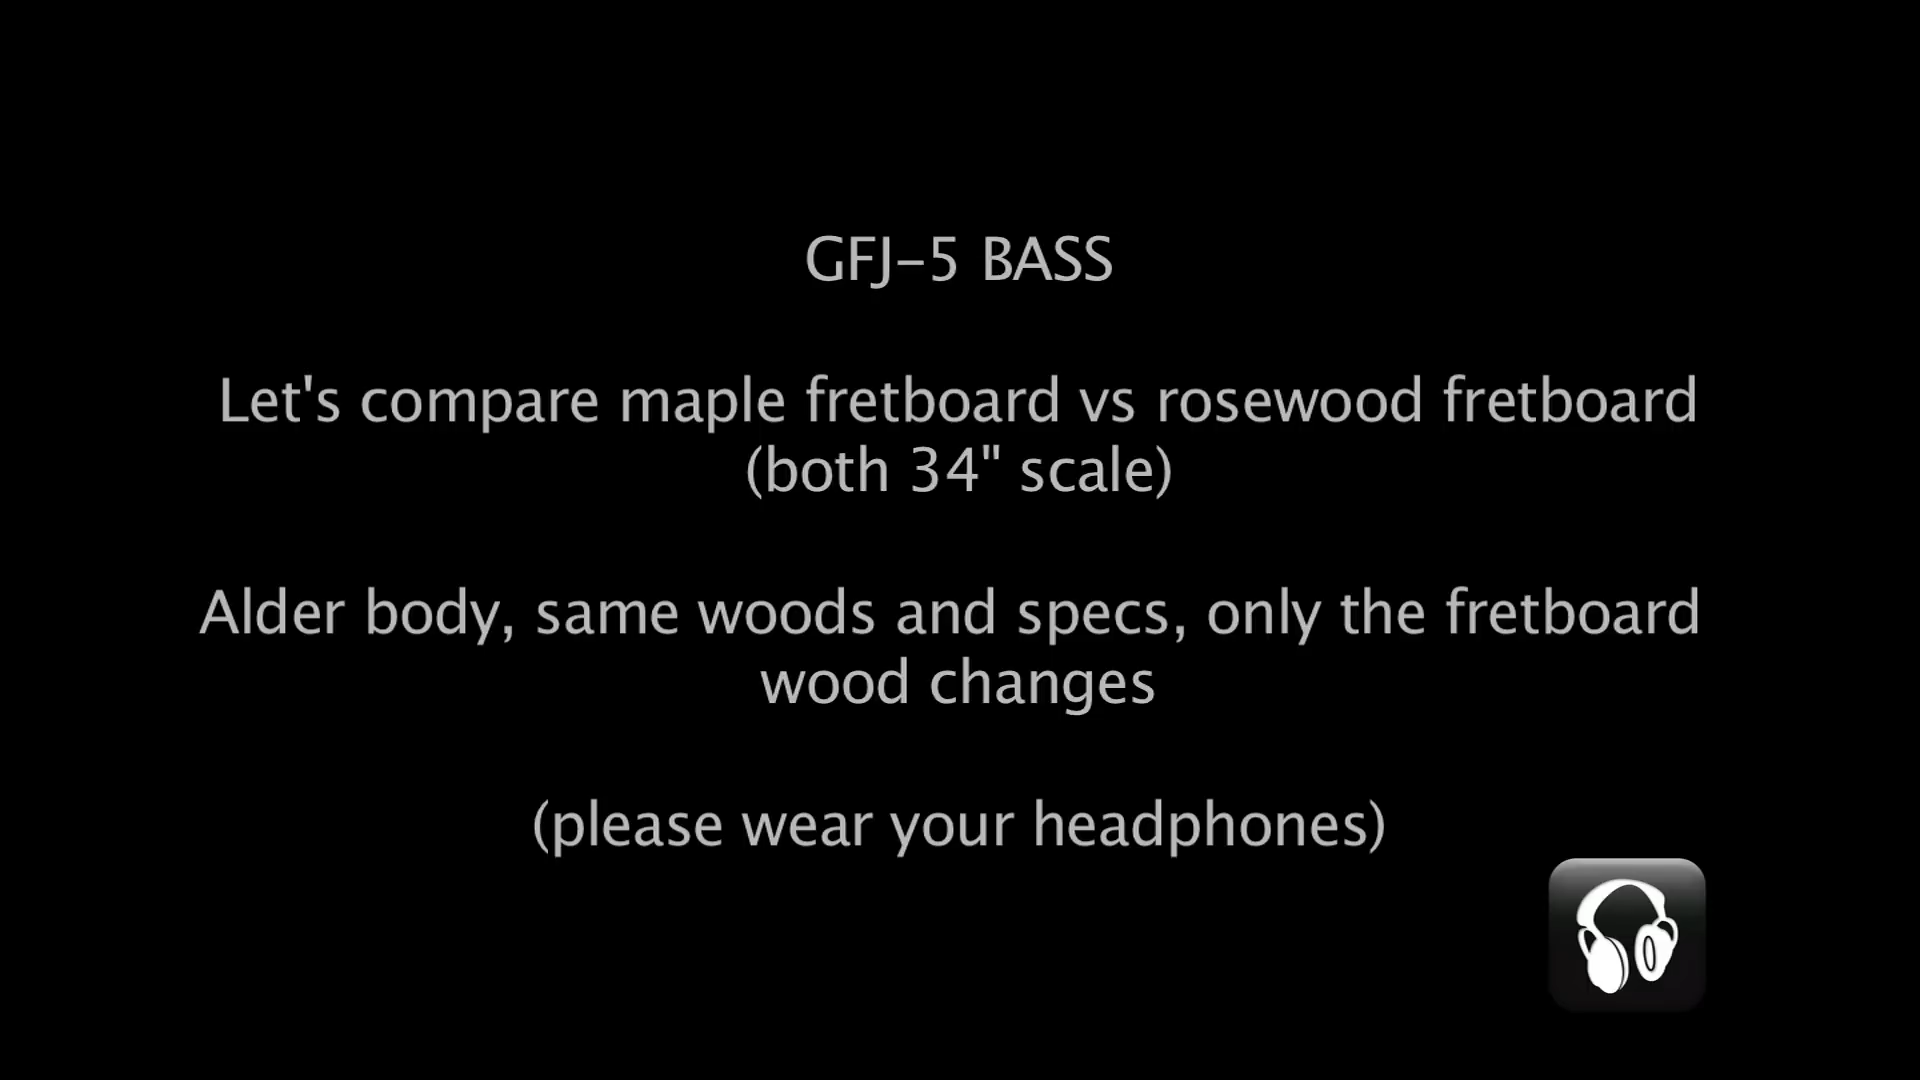 GFJ-5 BASS
Let's compare maple fretboard vs rosewood fretboard
(both 34" scale)
Alder body, same woods and specs, only the fretboard
wood changes
(please wear your headphones)